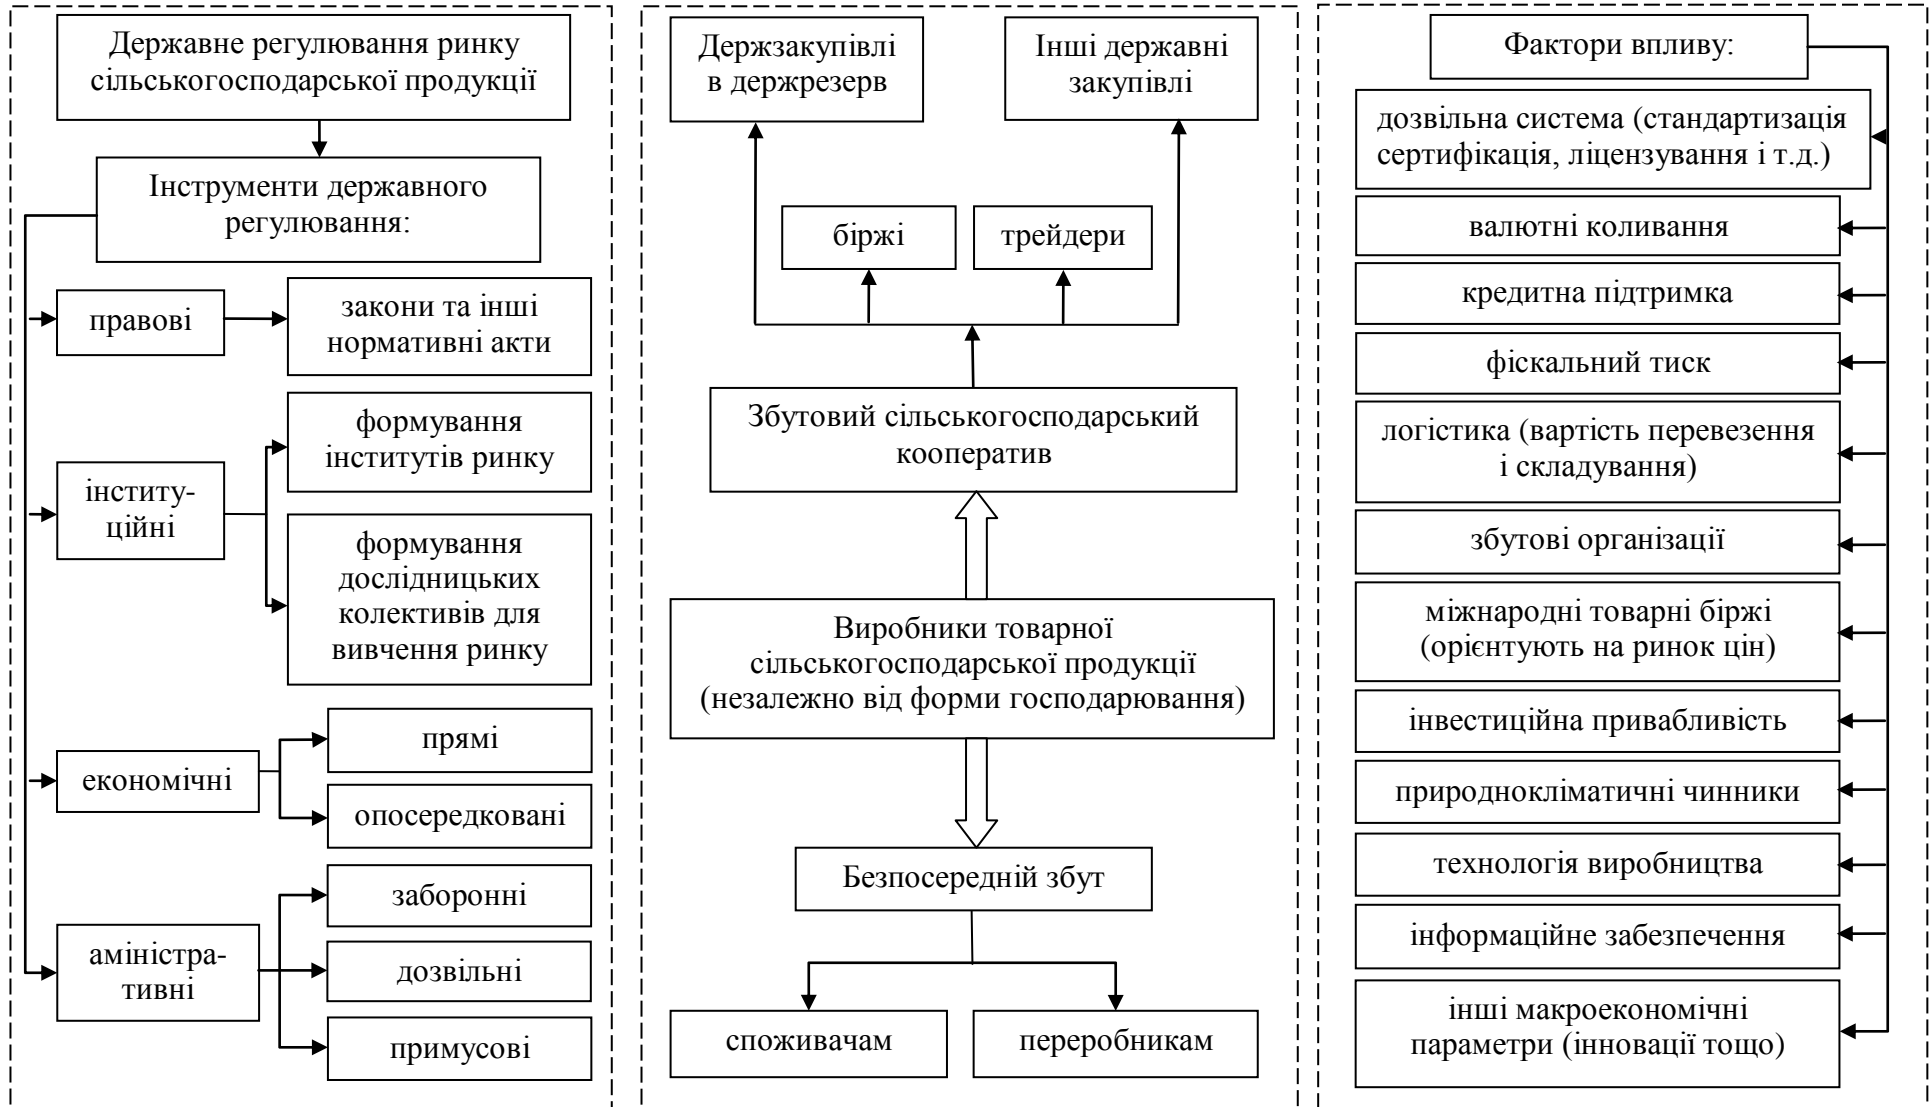 Державне регулювання ринку
сільськогосподарської продукції
Інструменти державного
регулювання:
правові
закони та інші
нормативні акти
інститу-
ційні
формування
інститутів ринку
формування
дослідницьких
колективів для
вивчення ринку
економічні
прямі
опосередковані
аміністра-
тивні
заборонні
дозвільні
примусові
Держзакупівлі
в держрезерв
Інші державні
закупівлі
біржі
трейдери
Збутовий сільськогосподарський
кооператив
Виробники товарної
сільськогосподарської продукції
(незалежно від форми господарювання)
Безпосередній збут
споживачам
переробникам
Фактори впливу:
дозвільна система (стандартизація
сертифікація, ліцензування і т.д.)
валютні коливання
кредитна підтримка
фіскальний тиск
логістика (вартість перевезення
і складування)
збутові організації
міжнародні товарні біржі
(орієнтують на ринок цін)
інвестиційна привабливість
природнокліматичні чинники
технологія виробництва
інформаційне забезпечення
інші макроекономічні
параметри (інновації тощо)